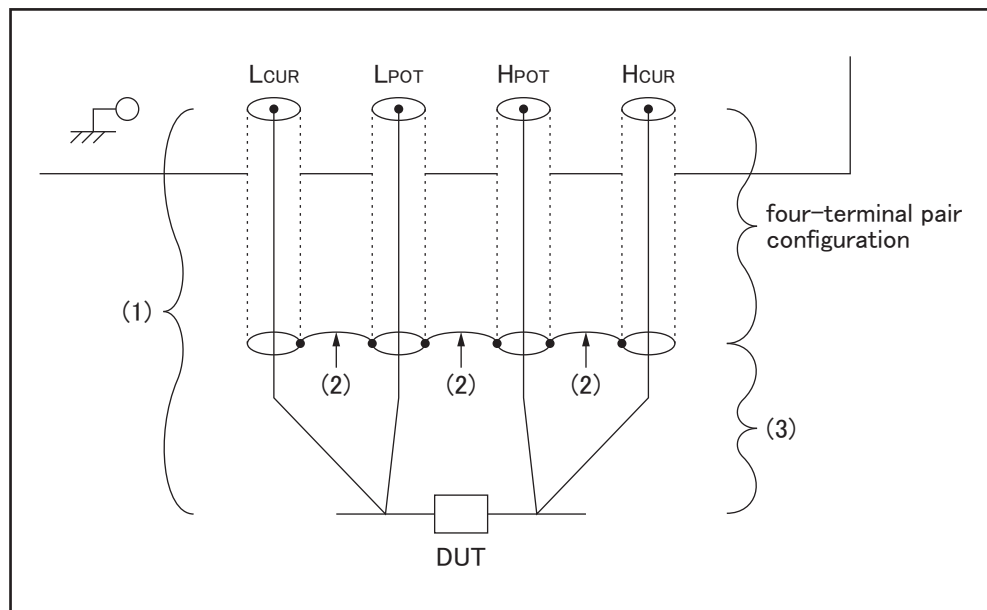 LCUR LPOT HPOT HCUR
four-terminal pair
configuration
(1)
(2) (2) (2)
(3)
DUT